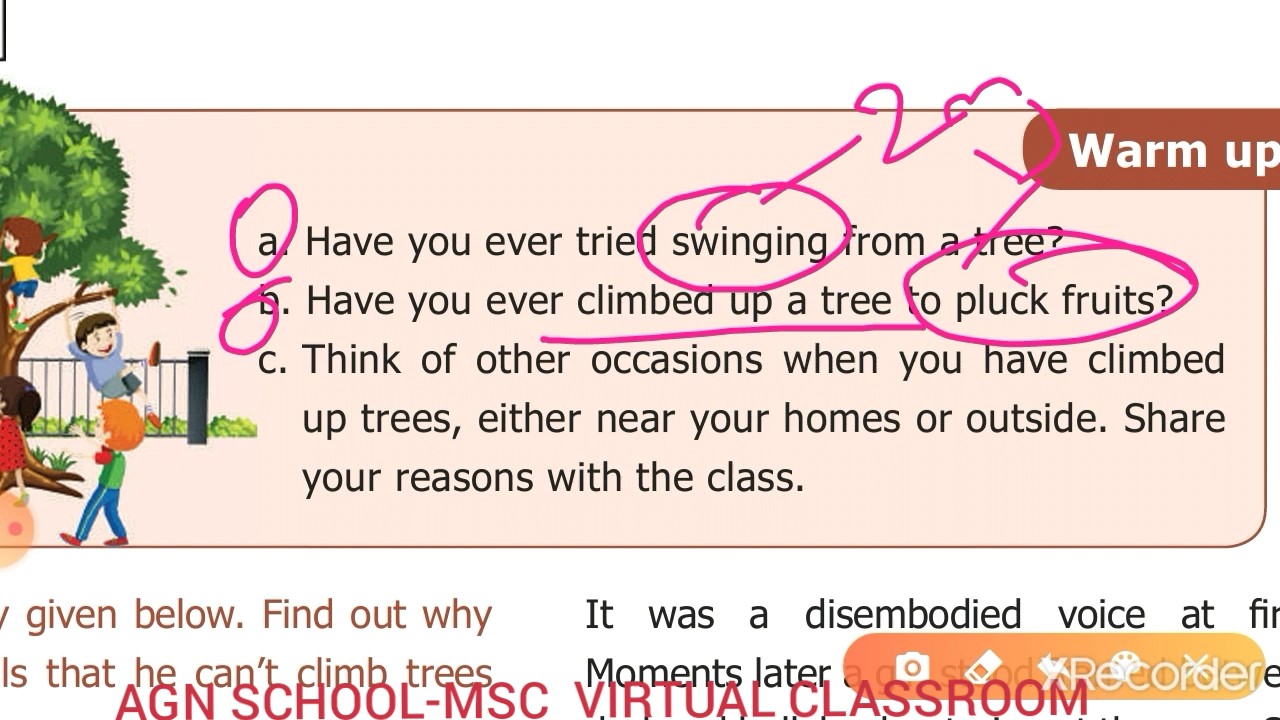 Warm up
a. Have you ever tried swinging from a tree?
b. Have you ever climbed up a tree to pluck fruits?
c. Think of other occasions when you have climbed
up trees, either near your homes or outside. Share
your reasons with the class.
given below. Find out why
that he can't climb trees
It was a disembodied voice at
Moments later a
XRecorder
AGN SCHOOL-MSC VIRTUAL CLASSROOM